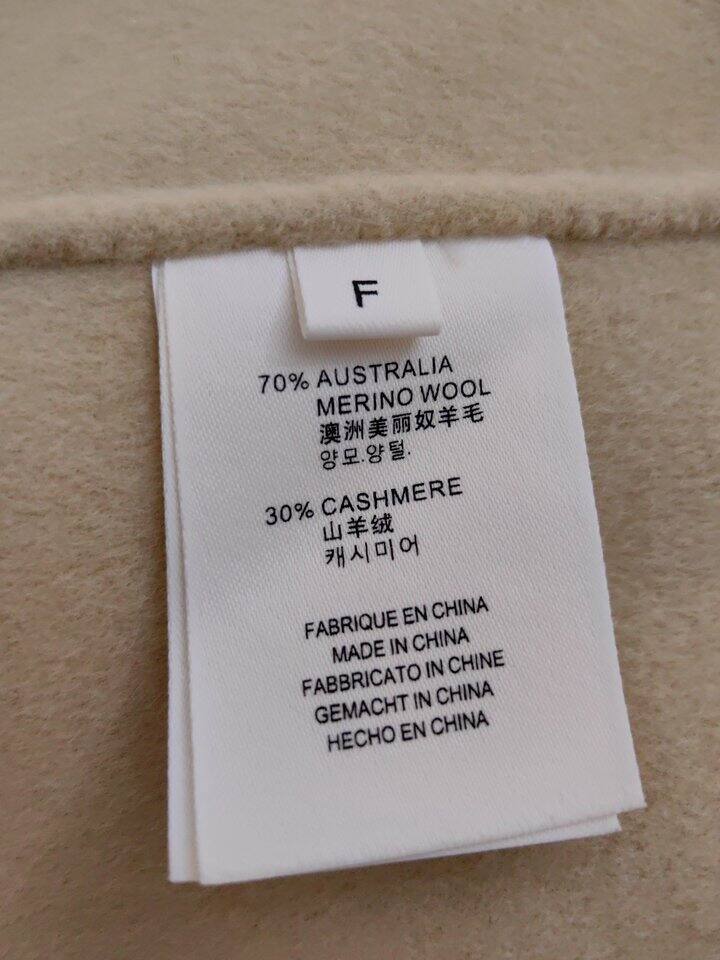 F
70% AUSTRALIA
MERINO WOOL
澳洲美丽奴羊毛
양모.양털.
30% CASHMERE
山羊绒
캐시미어
FABRIQUE EN CHINA
MADE IN CHINA
FABBRICATO IN CHINE
GEMACHT IN CHINA
HECHO EN CHINA